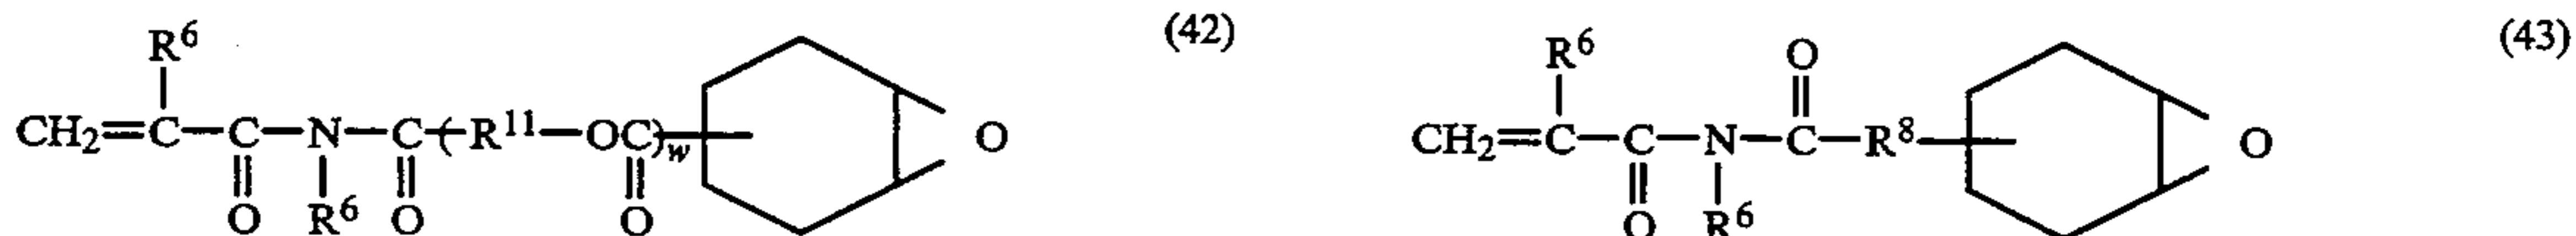 R⁶ (42) R⁶ O (43)
CH₂=C—C—N—C(—R¹¹—OC)w O CH₂=C—C—N—C—R⁸ O
O R⁶ O O O R⁶